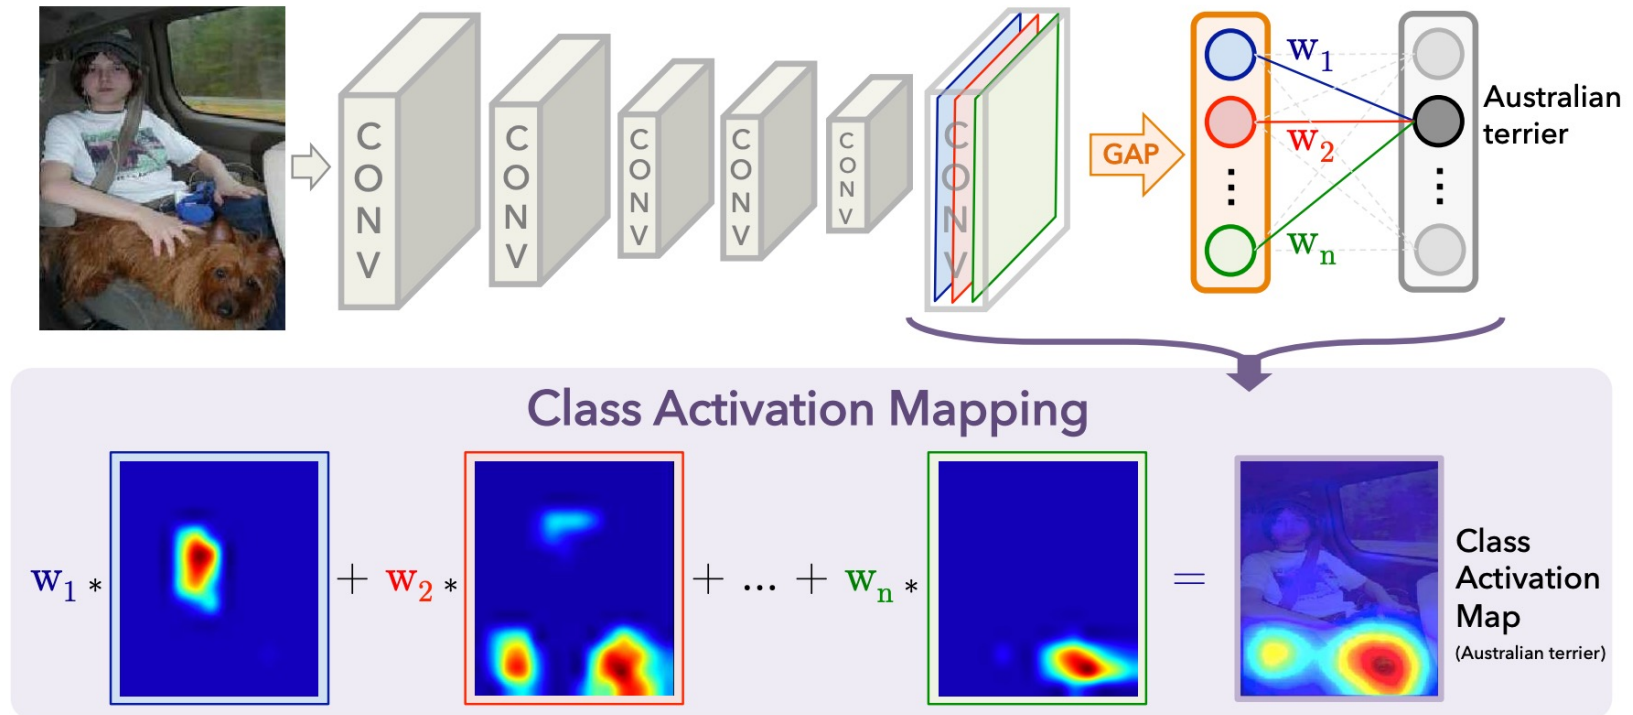 CONV
CONV
CONV
CONV
CONV
CONV
GAP
w1
w2
⋮
wn
⋮
Australian
terrier
Class Activation Mapping
w1 * + w2 * + ... + wn * =
Class
Activation
Map
(Australian terrier)